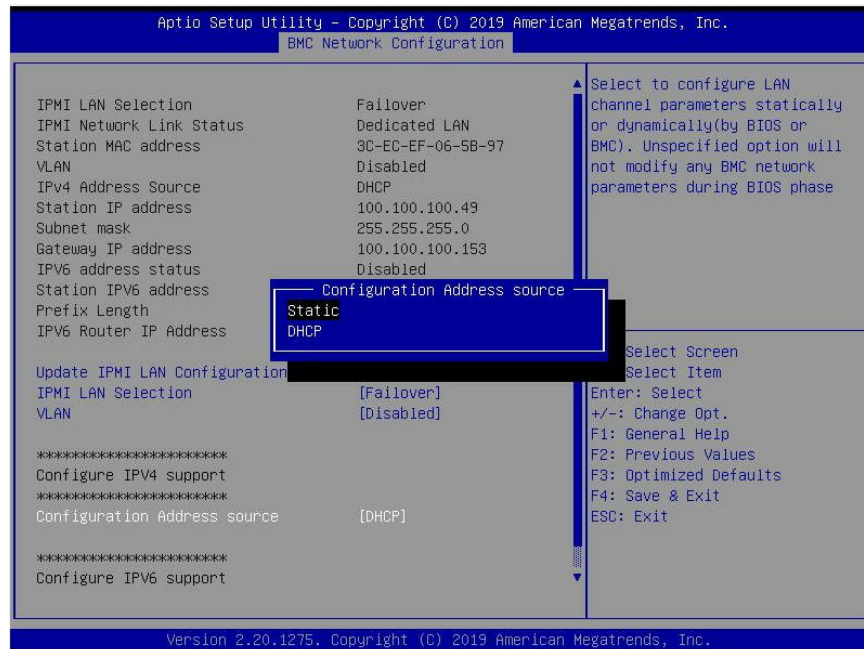 Aptio Setup Utility – Copyright (C) 2019 American Megatrends, Inc.
BMC Network Configuration
IPMI LAN Selection Failover
IPMI Network Link Status Dedicated LAN
Station MAC address 3C-EC-EF-06-5B-97
VLAN Disabled
IPv4 Address Source DHCP
Station IP address 100.100.100.49
Subnet mask 255.255.255.0
Gateway IP address 100.100.100.153
IPV6 address status Disabled
Station IPV6 address
Prefix Length
IPV6 Router IP Address
Configuration Address source
Static
DHCP
Update IPMI LAN Configuration
IPMI LAN Selection [Failover]
VLAN [Disabled]
***********************
Configure IPV4 support
***********************
Configuration Address source [DHCP]
***********************
Configure IPV6 support
Select to configure LAN
channel parameters statically
or dynamically(by BIOS or
BMC). Unspecified option will
not modify any BMC network
parameters during BIOS phase
Select Screen
Select Item
Enter: Select
+/-: Change Opt.
F1: General Help
F2: Previous Values
F3: Optimized Defaults
F4: Save & Exit
ESC: Exit
Version 2.20.1275. Copyright (C) 2019 American Megatrends, Inc.